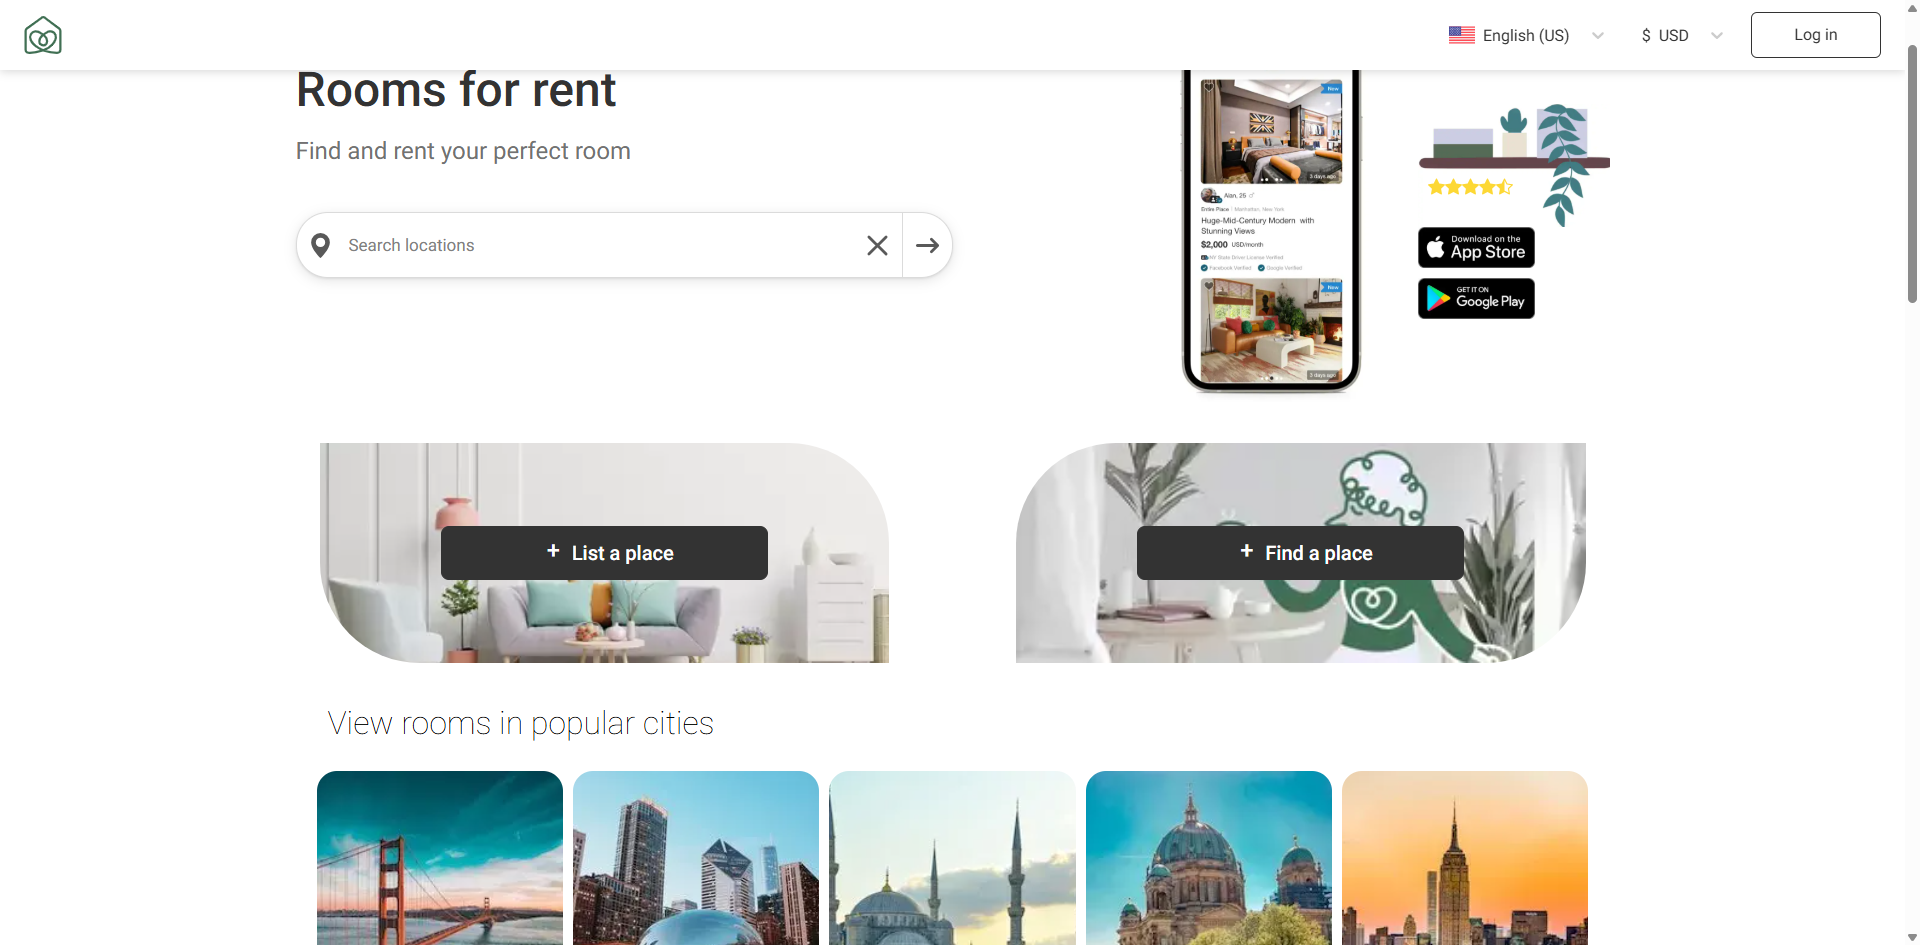 English (US)
$ USD
Log in
Rooms for rent
Find and rent your perfect room
Search locations
New
3 days ago
Alan, 25
Entire Place | Manhattan, New York
Huge-Mid-Century Modern with
Stunning Views
$2,000 USD/month
NY State Driver License Verified
Facebook Verified
Google Verified
New
3 days ago
Download on the
App Store
GET IT ON
Google Play
+ List a place
+ Find a place
View rooms in popular cities